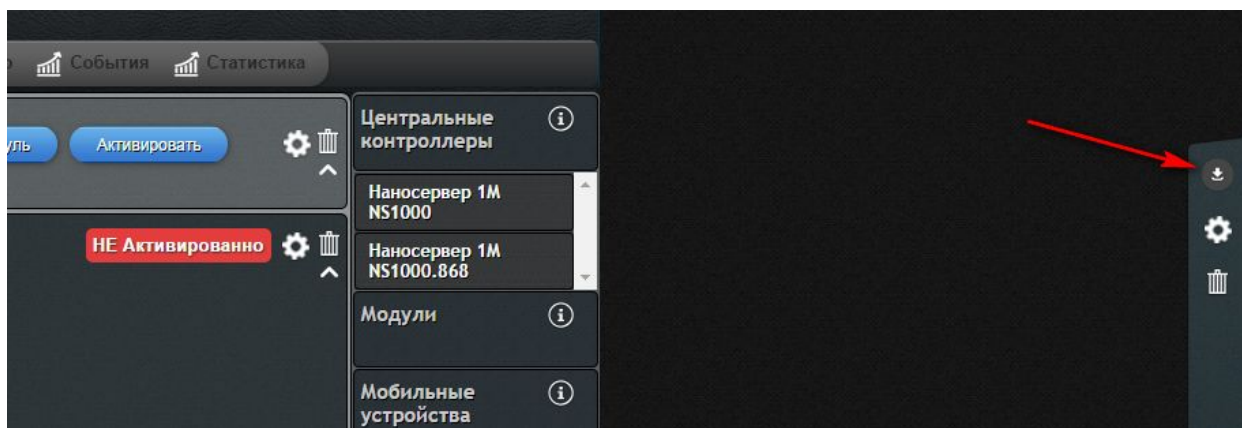 События Статистика
Центральные
контроллеры
Активировать
Наносервер 1М
NS1000
НЕ Активированно
Наносервер 1М
NS1000.868
Модули
Мобильные
устройства